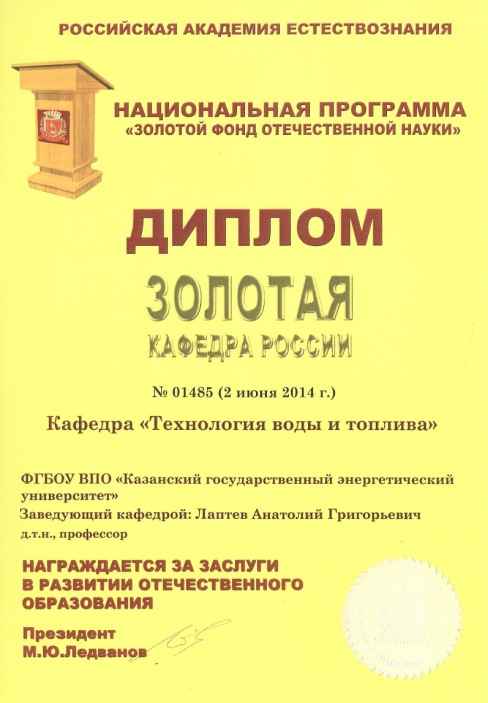 РОССИЙСКАЯ АКАДЕМИЯ ЕСТЕСТВОЗНАНИЯ
НАЦИОНАЛЬНАЯ ПРОГРАММА
«ЗОЛОТОЙ ФОНД ОТЕЧЕСТВЕННОЙ НАУКИ»
ДИПЛОМ
ЗОЛОТАЯ
КАФЕДРА РОССИИ
№ 01485 (2 июня 2014 г.)
Кафедра «Технология воды и топлива»
ФГБОУ ВПО «Казанский государственный энергетический
университет»
Заведующий кафедрой: Лаптев Анатолий Григорьевич
д.т.н., профессор
НАГРАЖДАЕТСЯ ЗА ЗАСЛУГИ
В РАЗВИТИИ ОТЕЧЕСТВЕННОГО
ОБРАЗОВАНИЯ
Президент
М.Ю.Ледванов